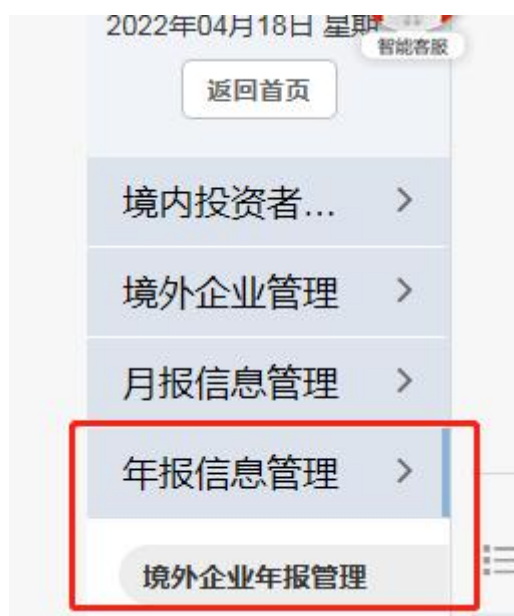 2022年04月18日 星期
智能客服
返回首页
境内投资者...
境外企业管理
月报信息管理
年报信息管理
境外企业年报管理